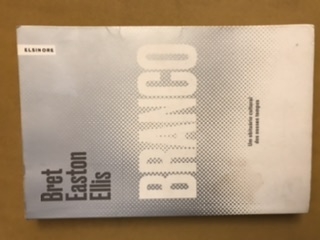 ELSINORE
Bret
Easton
Ellis
BRANCO
Um obituário cultural
dos nossos tempos